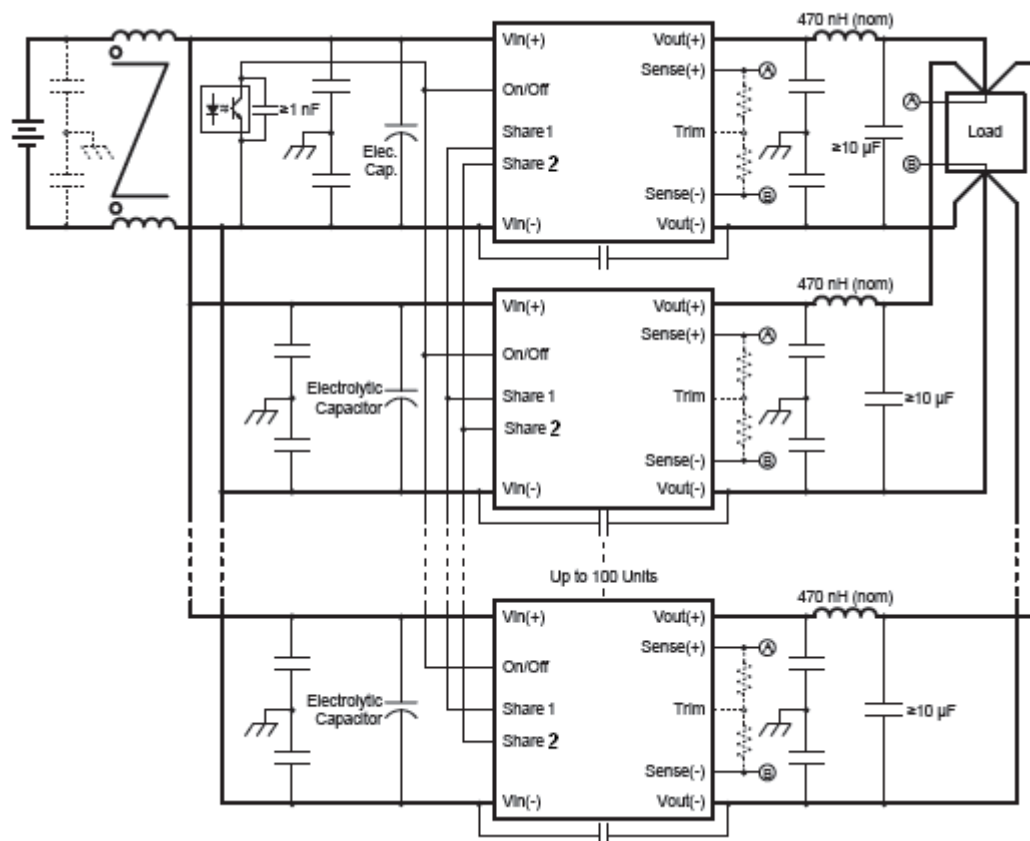 470 nH (nom)
Vin(+)
Vout(+)
Sense(+)
A
On/Off
≥1 nF
A
Share 1
Trim
Load
Elec.
Cap.
≥10 µF
Share 2
B
Sense(-)
B
Vin(-)
Vout(-)
470 nH (nom)
Vin(+)
Vout(+)
Sense(+)
A
On/Off
Electrolytic
Capacitor
Share 1
Trim
≥10 µF
Share 2
Sense(-)
B
Vin(-)
Vout(-)
Up to 100 Units
470 nH (nom)
Vin(+)
Vout(+)
Sense(+)
A
On/Off
Electrolytic
Capacitor
Share 1
Trim
≥10 µF
Share 2
Sense(-)
B
Vin(-)
Vout(-)